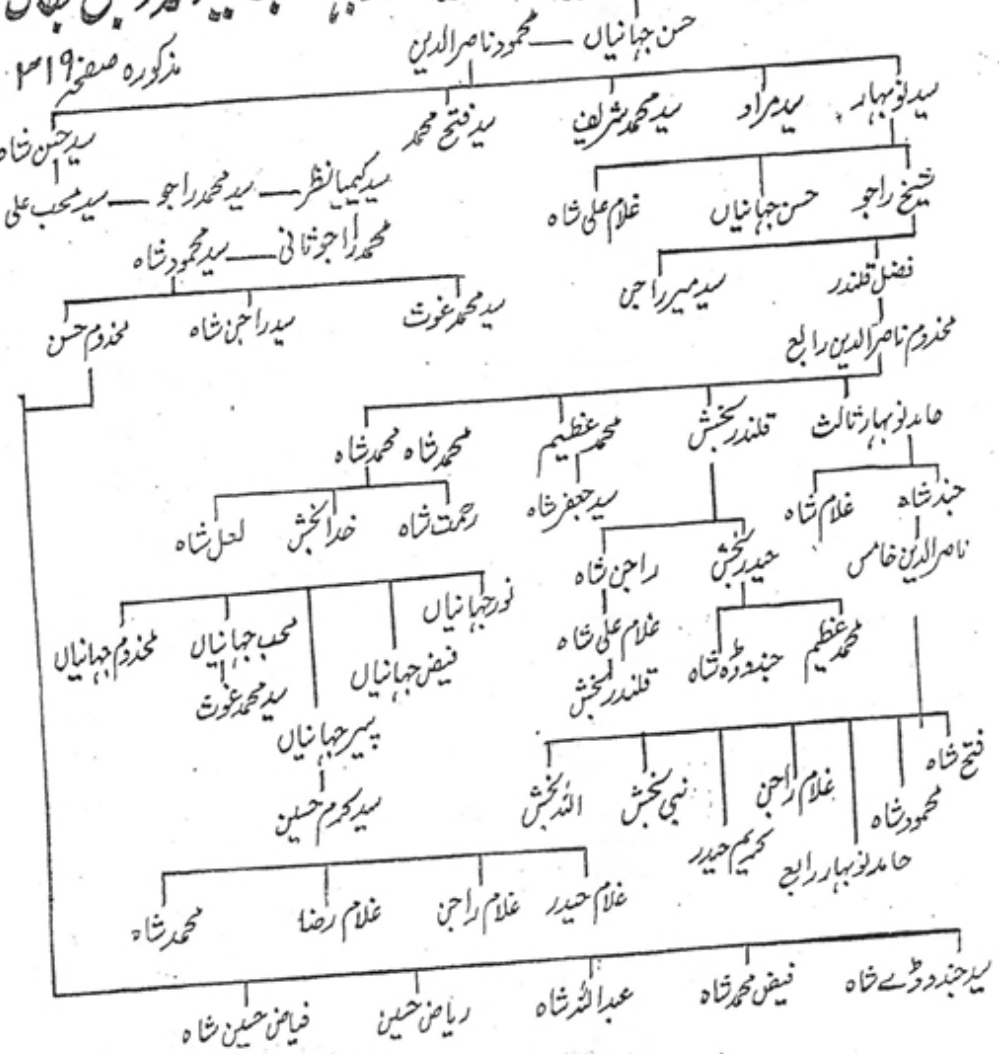 حسن جہانیاں — محمود ناصر الدین
مذکورہ صفحہ ۳۱۹
سید نوبہار
سید مراد
سید محمد شریف
سید فتح محمد
سید حسن شاہ
شیخ راجو
حسن جہانیاں
غلام علی شاہ
سید کیمیا نظر — سید محمد راجو — سید محب علی
محمد راجو ثانی — سید محمود شاہ
فضل قلندر
سید میر راجن
سید محمد غوث
سید راجن شاہ
مخدوم حسن
مخدوم ناصر الدین رابع
حامد نوبہار ثالث
قلندر بخش
محمد عظیم
محمد شاہ محمد شاہ
جند شاہ
غلام شاہ
سید جعفر شاہ
رحمت شاہ
خدا بخش
لعل شاہ
ناصر الدین خامس
حیدر بخش
راجن شاہ
نور جہانیاں
فیض جہانیاں
محب جہانیاں
مخدوم جہانیاں
محمد عظیم
جندوڈہ شاہ
غلام علی شاہ
قلندر بخش
سید محمد غوث
پیر جہانیاں
سید کرم حسین
فتح شاہ
محمود شاہ
حامد نوبہار رابع
غلام راجن
کریم حیدر
نبی بخش
اللہ بخش
غلام حیدر
غلام راجن
غلام رضا
محمد شاہ
سید جندوڈے شاہ
فیض محمد شاہ
عبداللہ شاہ
ریاض حسین
فیاض حسین شاہ